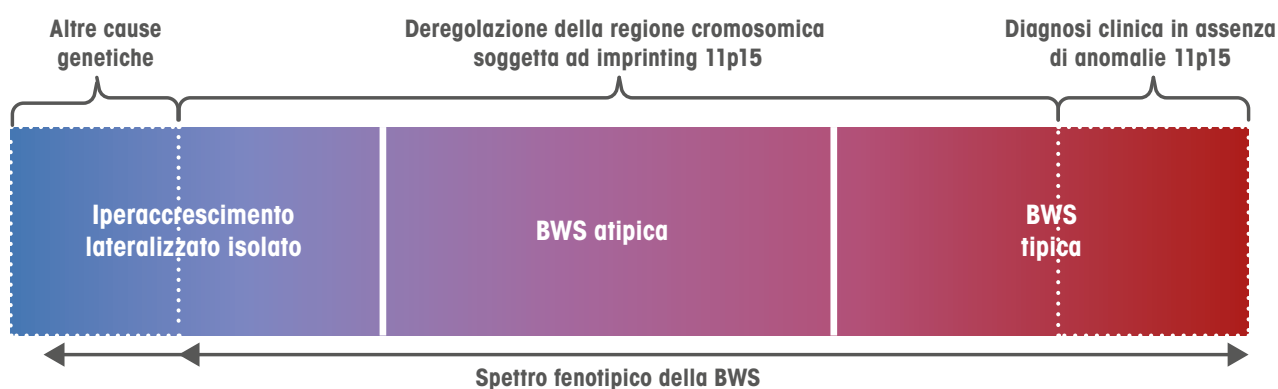 Altre cause
genetiche
Deregolazione della regione cromosomica
soggetta ad imprinting 11p15
Diagnosi clinica in assenza
di anomalie 11p15
Iperaccrescimento
lateralizzato isolato
BWS atipica
BWS
tipica
Spettro fenotipico della BWS